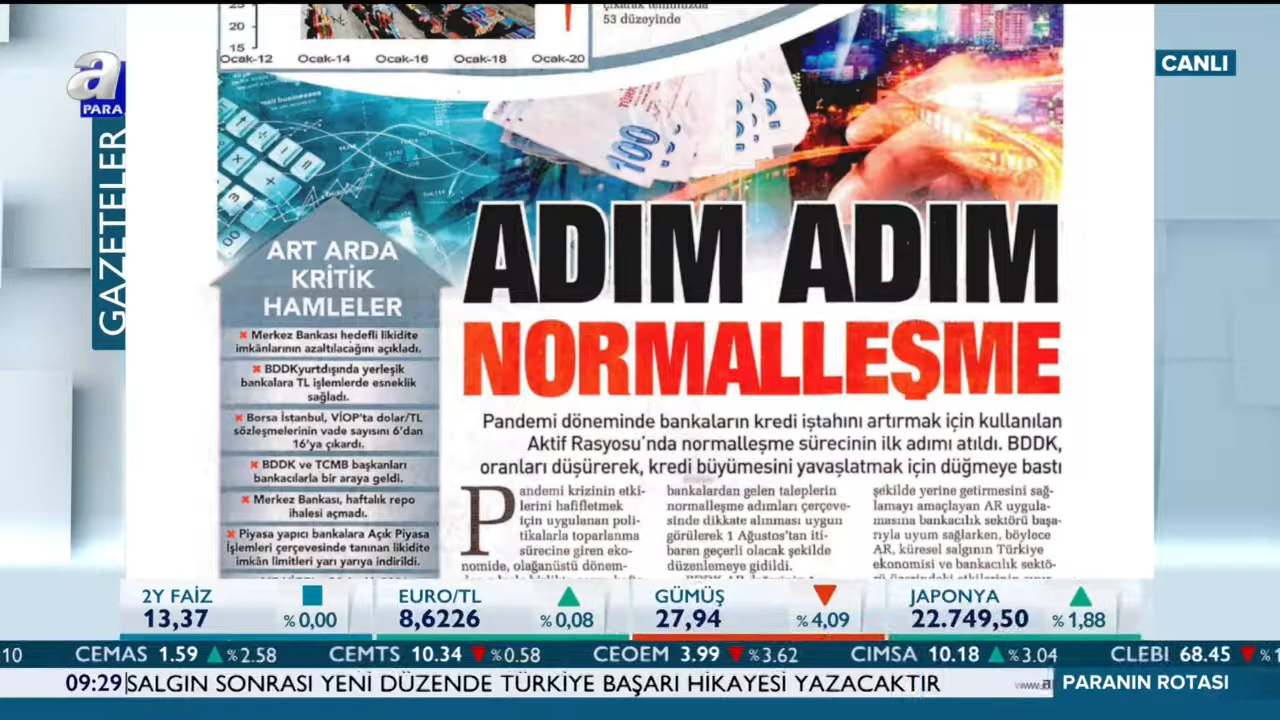 25
20
15
Ocak-12 Ocak-14 Ocak-16 Ocak-18 Ocak-20
çıkarak temmuzda
53 düzeyinde
a
PARA
CANLI
GAZETELER
100
ART ARDA
KRİTİK
HAMLELER
Merkez Bankası hedefli likidite
imkânlarının azaltılacağını açıkladı.
BDDKyurtdışında yerleşik
bankalara TL işlemlerde esneklik
sağladı.
Borsa İstanbul, VİOP'ta dolar/TL
sözleşmelerinin vade sayısını 6'dan
16'ya çıkardı.
BDDK ve TCMB başkanları
bankacılarla bir araya geldi.
Merkez Bankası, haftalık repo
ihalesi açmadı.
Piyasa yapıcı bankalara Açık Piyasa
İşlemleri çerçevesinde tanınan likidite
imkân limitleri yarı yarıya indirildi.
ADIM ADIM
NORMALLEŞME
Pandemi döneminde bankaların kredi iştahını artırmak için kullanılan
Aktif Rasyosu'nda normalleşme sürecinin ilk adımı atıldı. BDDK,
oranları düşürerek, kredi büyümesini yavaşlatmak için düğmeye bastı
Pandemi krizinin etki-
lerini hafifletmek
için uygulanan poli-
tikalarla toparlanma
sürecine giren eko-
nomide, olağanüstü dönem-
bankalardan gelen taleplerin
normalleşme adımları çerçeve-
sinde dikkate alınması uygun
görülerek 1 Ağustos'tan iti-
baren geçerli olacak şekilde
düzenlemeye gidildi.
şekilde yerine getirmesini sağ-
lamayı amaçlayan AR uygula-
masına bankacılık sektörü başa-
rıyla uyum sağlarken, böylece
AR, küresel salgının Türkiye
ekonomisi ve bankacılık sektö-
2Y FAİZ
13,37 %0,00
EURO/TL
8,6226 %0,08
GÜMÜŞ
27,94 %4,09
JAPONYA
22.749,50 %1,88
10 CEMAS 1.59 %2.58 CEMTS 10.34 %0.58 CEOEM 3.99 %3.62 CIMSA 10.18 %3.04 CLEBI 68.45 %1
09:29 SALGIN SONRASI YENİ DÜZENDE TÜRKİYE BAŞARI HİKAYESİ YAZACAKTIR
PARANIN ROTASI